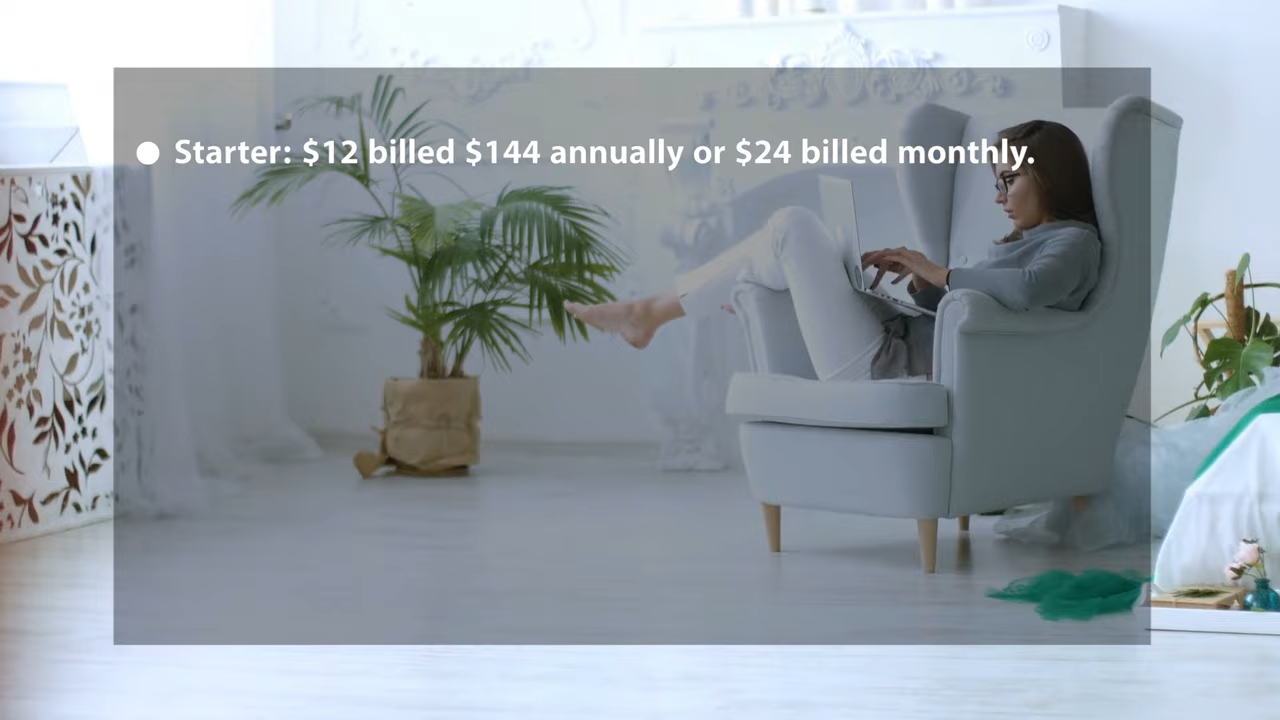 ● Starter: $12 billed $144 annually or $24 billed monthly.